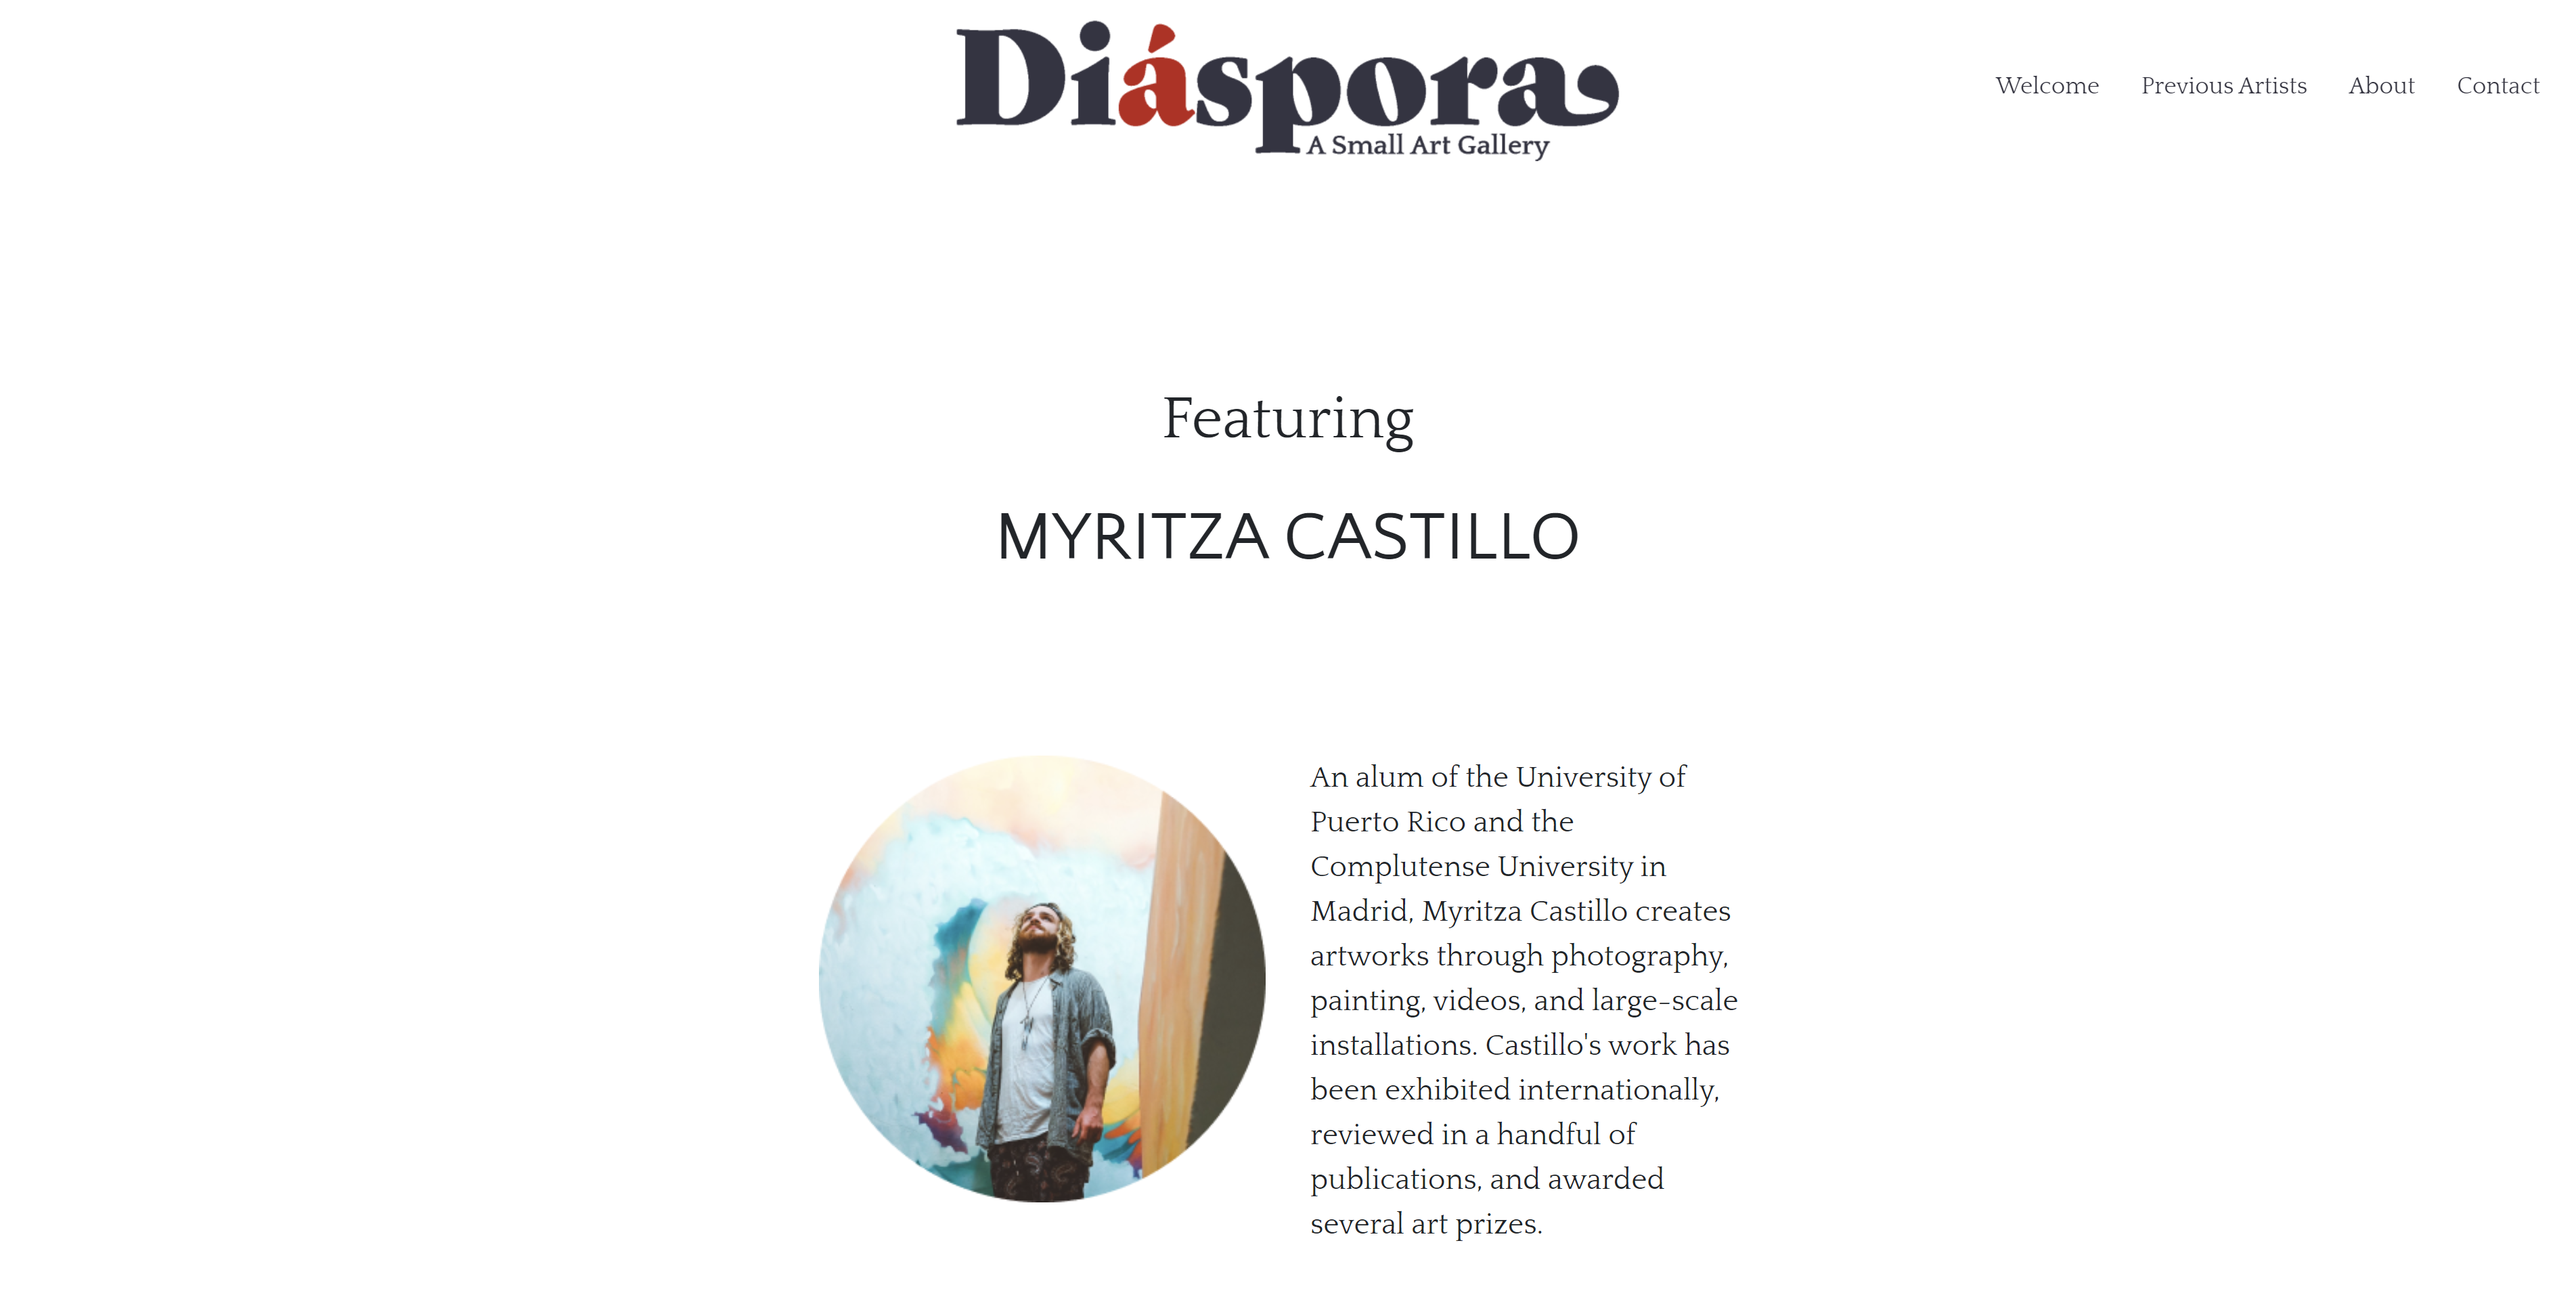 Diáspora
A Small Art Gallery
Welcome Previous Artists About Contact
Featuring
MYRITZA CASTILLO
An alum of the University of
Puerto Rico and the
Complutense University in
Madrid, Myritza Castillo creates
artworks through photography,
painting, videos, and large-scale
installations. Castillo's work has
been exhibited internationally,
reviewed in a handful of
publications, and awarded
several art prizes.